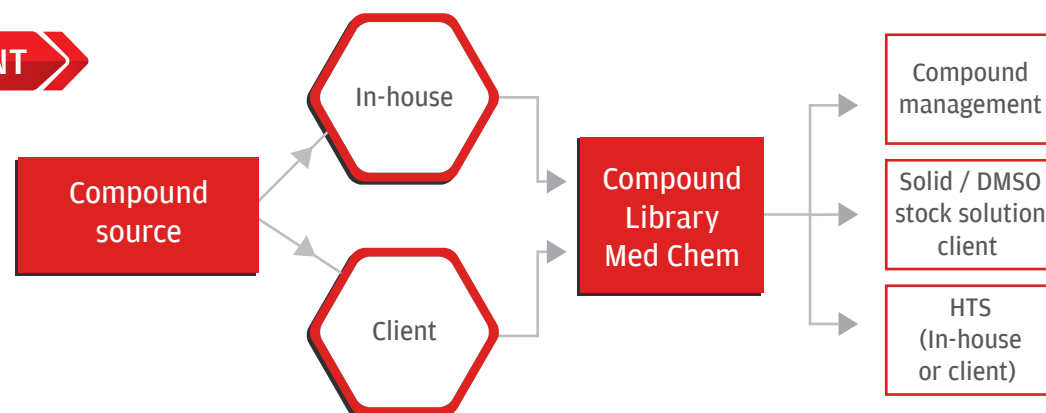 NT
Compound
source
In-house
Client
Compound
Library
Med Chem
Compound
management
Solid / DMSO
stock solution
client
HTS
(In-house
or client)